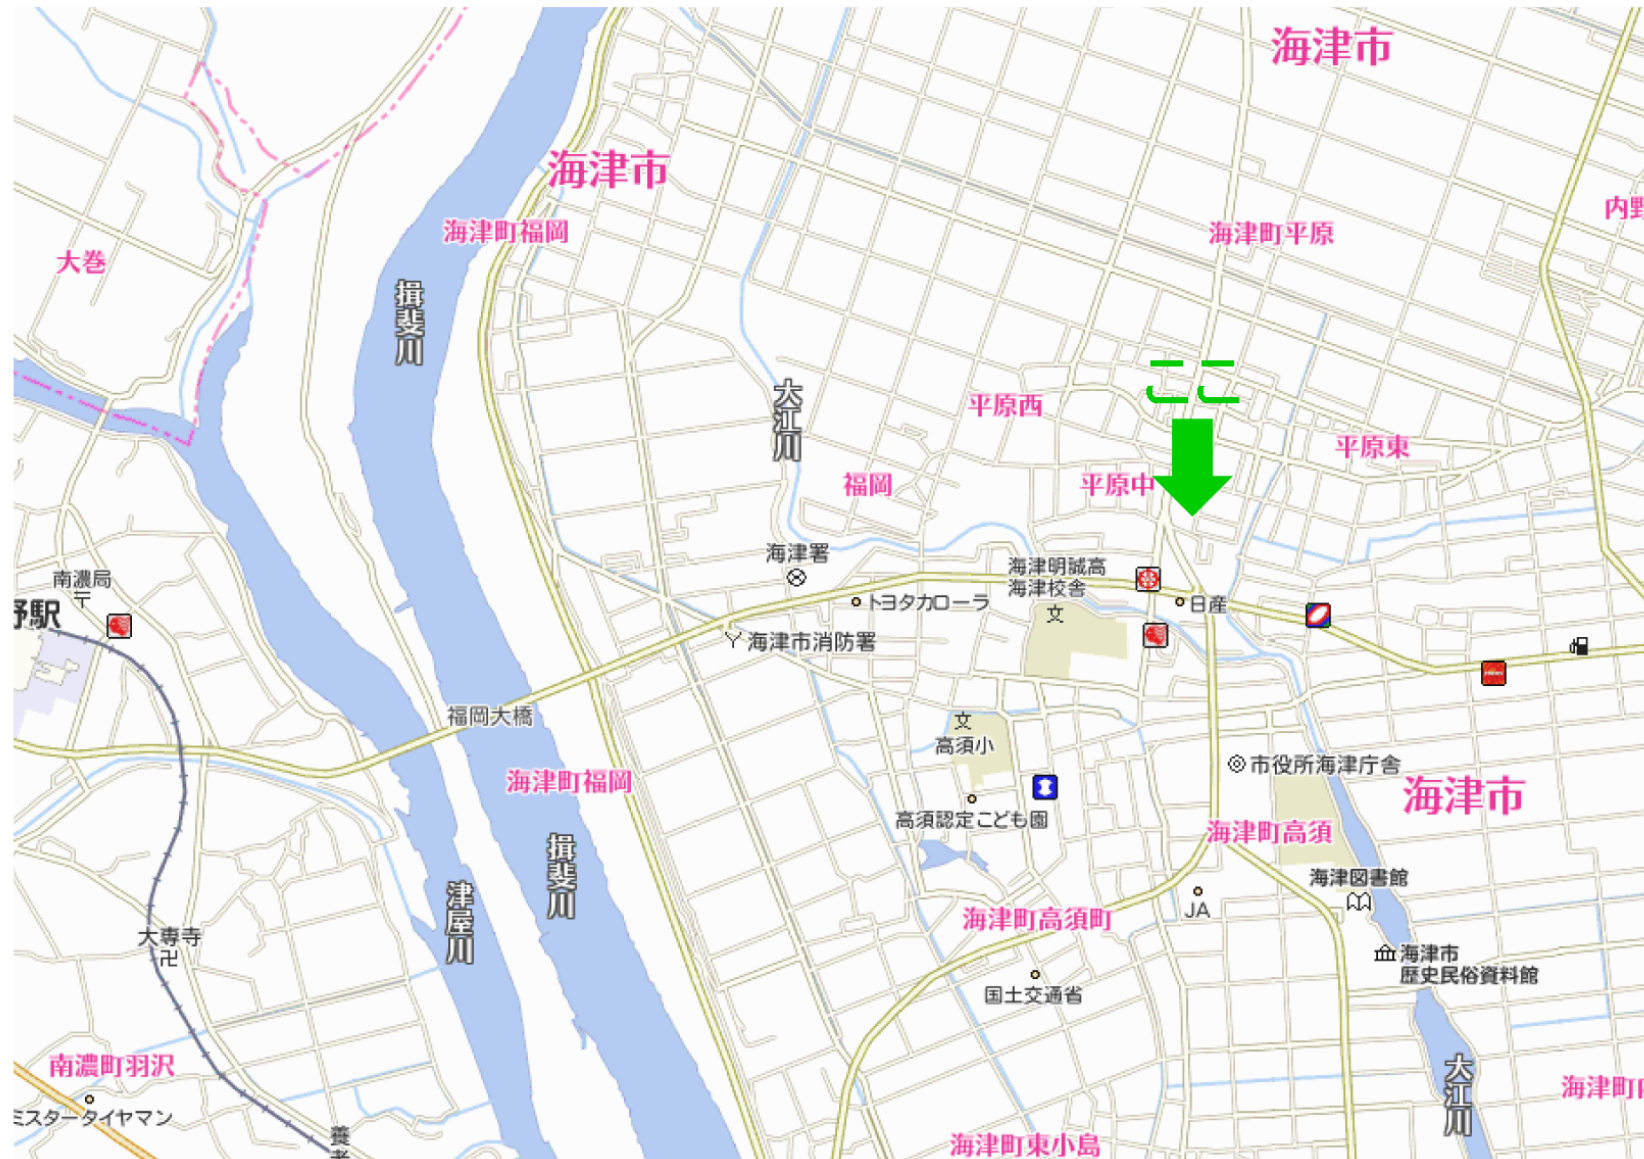 海津市
海津市
内野
海津町福岡
海津町平原
大巻
揖斐川
ここ
大江川
平原西
平原東
平原中
福岡
海津署
海津明誠高
海津校舎
文
南濃局
トヨタカローラ
日産
野駅
海津市消防署
福岡大橋
文
高須小
市役所海津庁舎
海津町福岡
海津市
高須認定こども園
海津町高須
揖斐川
海津図書館
津屋川
海津町高須町
JA
大専寺
海津市
歴史民俗資料館
国土交通省
南濃町羽沢
大江川
海津町
ミスタータイヤマン
養老
海津町東小島